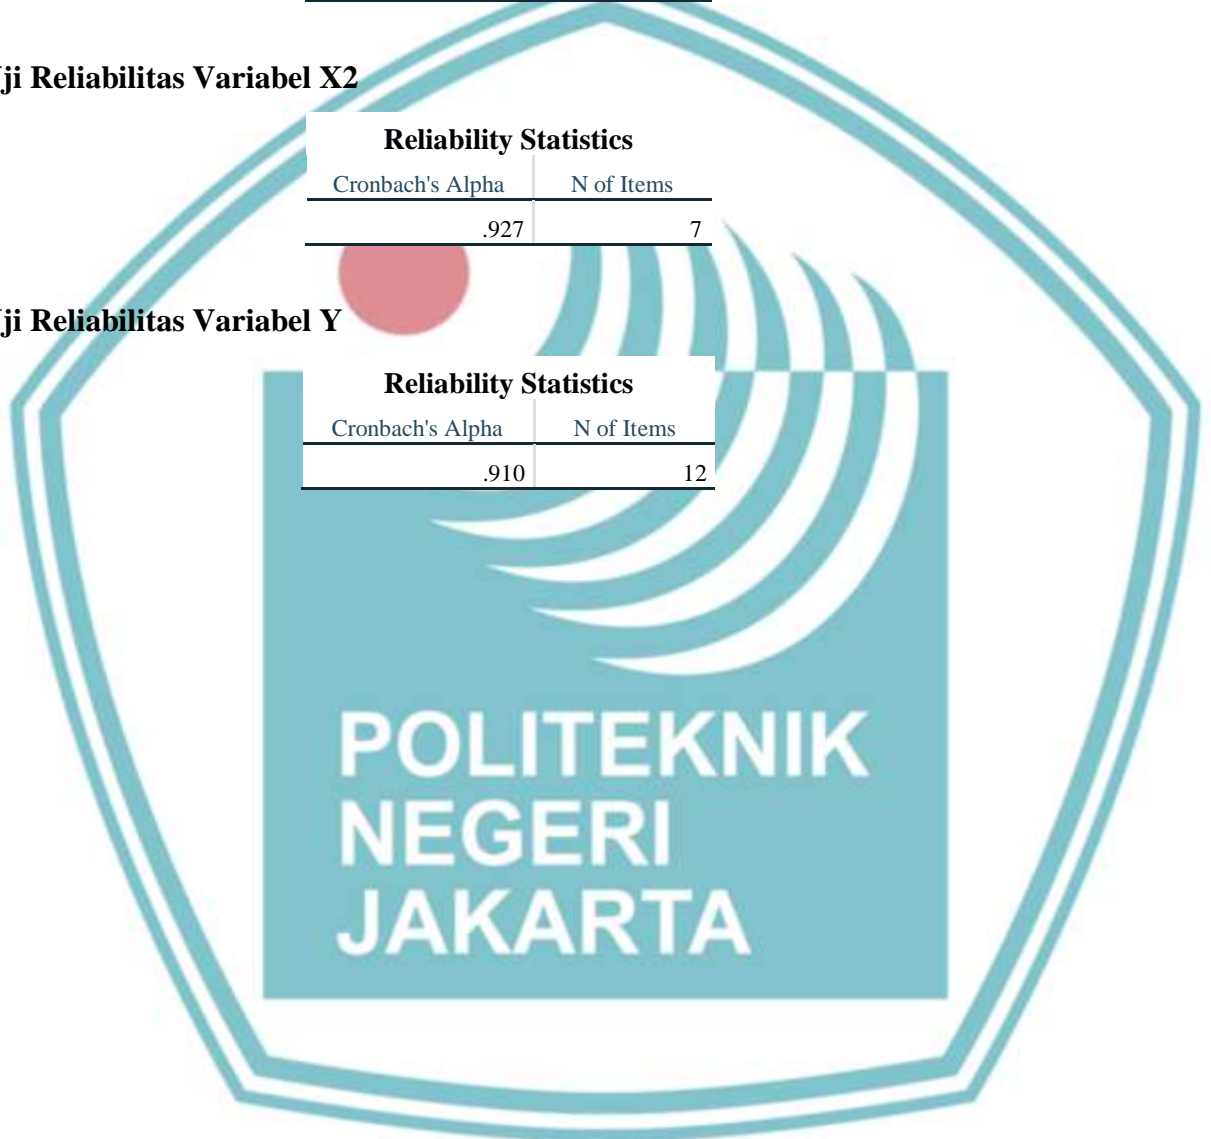 ji Reliabilitas Variabel X2
Reliability Statistics
Cronbach's Alpha N of Items
.927 7
ji Reliabilitas Variabel Y
Reliability Statistics
Cronbach's Alpha N of Items
.910 12
POLITEKNIK
NEGERI
JAKARTA